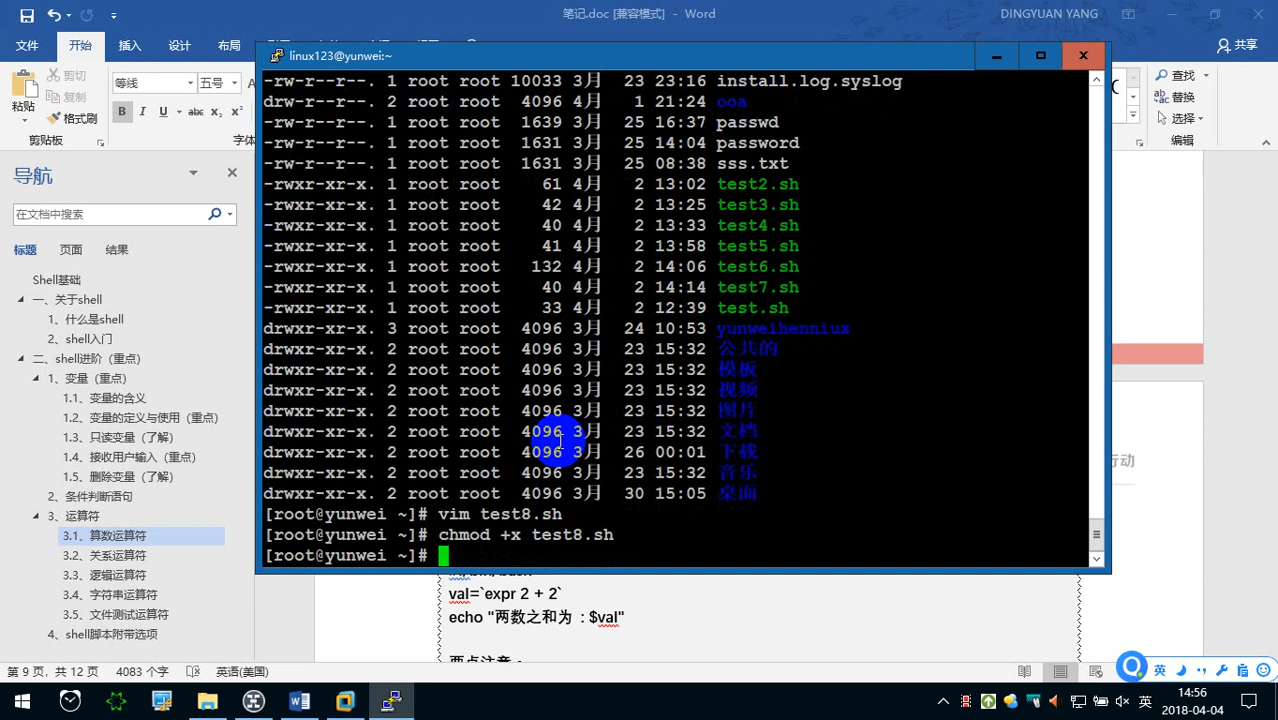 笔记.doc [兼容模式] - Word
DINGYUAN YANG
文件 开始 插入 设计 布局
共享
粘贴
剪切
复制
格式刷
剪贴板
等线 五号
B I U abc X₂ X²
字体
查找
替换
选择
编辑
导航
在文档中搜索
标题 页面 结果
Shell基础
一、关于shell
1、什么是shell
2、shell入门
二、shell进阶（重点）
1、变量（重点）
1.1、变量的含义
1.2、变量的定义与使用（重点）
1.3、只读变量（了解）
1.4、接收用户输入（重点）
1.5、删除变量（了解）
2、条件判断语句
3、运算符
3.1、算数运算符
3.2、关系运算符
3.3、逻辑运算符
3.4、字符串运算符
3.5、文件测试运算符
4、shell脚本附带选项
linux123@yunwei:~
-rw-r--r--. 1 root root 10033 3月 23 23:16 install.log.syslog
drw-r--r--. 2 root root 4096 4月 1 21:24 ooa
-rw-r--r--. 1 root root 1639 3月 25 16:37 passwd
-rw-r--r--. 1 root root 1631 3月 25 14:04 password
-rw-r--r--. 1 root root 1631 3月 25 08:38 sss.txt
-rwxr-xr-x. 1 root root 61 4月 2 13:02 test2.sh
-rwxr-xr-x. 1 root root 42 4月 2 13:25 test3.sh
-rwxr-xr-x. 1 root root 40 4月 2 13:33 test4.sh
-rwxr-xr-x. 1 root root 41 4月 2 13:58 test5.sh
-rwxr-xr-x. 1 root root 132 4月 2 14:06 test6.sh
-rwxr-xr-x. 1 root root 40 4月 2 14:14 test7.sh
-rwxr-xr-x. 1 root root 33 4月 2 12:39 test.sh
drwxr-xr-x. 3 root root 4096 3月 24 10:53 yunweihenniux
drwxr-xr-x. 2 root root 4096 3月 23 15:32 公共的
drwxr-xr-x. 2 root root 4096 3月 23 15:32 模板
drwxr-xr-x. 2 root root 4096 3月 23 15:32 视频
drwxr-xr-x. 2 root root 4096 3月 23 15:32 图片
drwxr-xr-x. 2 root root 4096 3月 23 15:32 文档
drwxr-xr-x. 2 root root 4096 3月 26 00:01 下载
drwxr-xr-x. 2 root root 4096 3月 23 15:32 音乐
drwxr-xr-x. 2 root root 4096 3月 30 15:05 桌面
[root@yunwei ~]# vim test8.sh
[root@yunwei ~]# chmod +x test8.sh
[root@yunwei ~]#
行动
val=`expr 2 + 2`
echo "两数之和为 : $val"
第 9 页，共 12 页 4083 个字 英语(美国)
英
英
14:56
2018-04-04